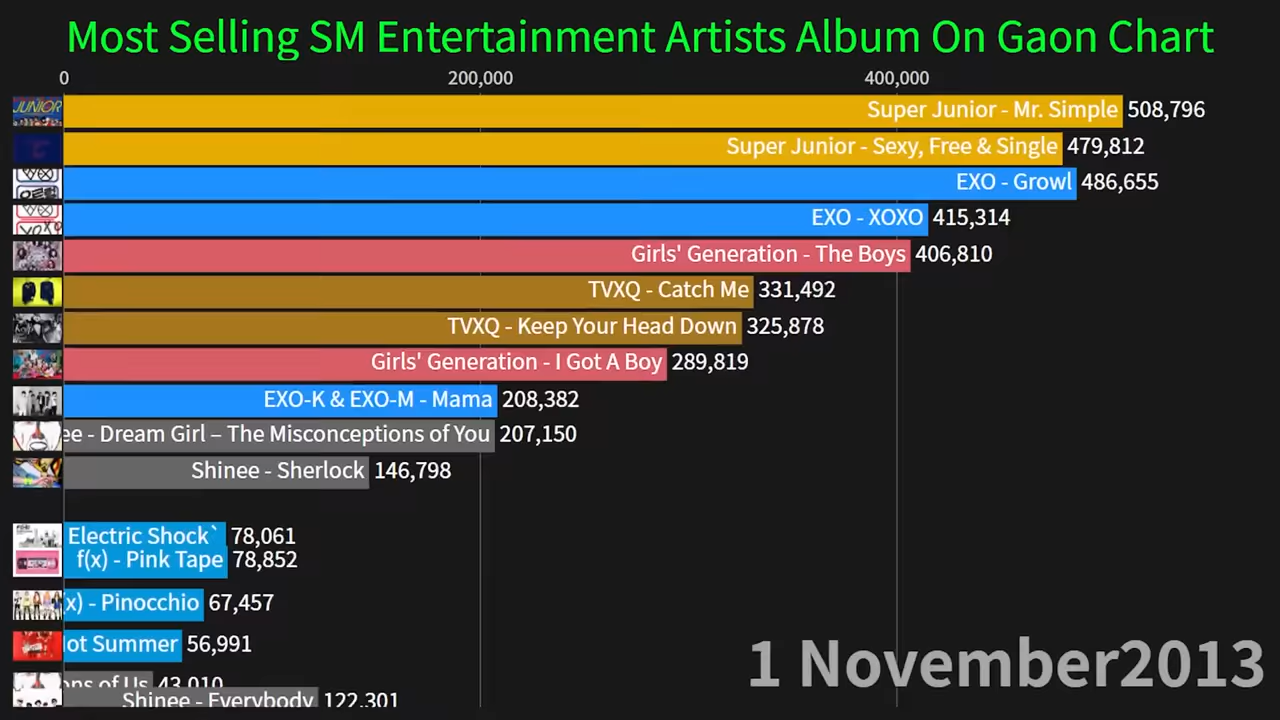 Most Selling SM Entertainment Artists Album On Gaon Chart
0 200,000 400,000
JUNIOR Super Junior - Mr. Simple 508,796
Super Junior - Sexy, Free & Single 479,812
EXO - Growl 486,655
EXO - XOXO 415,314
Girls' Generation - The Boys 406,810
TVXQ - Catch Me 331,492
TVXQ - Keep Your Head Down 325,878
Girls' Generation - I Got A Boy 289,819
EXO-K & EXO-M - Mama 208,382
ee - Dream Girl – The Misconceptions of You 207,150
Shinee - Sherlock 146,798
Electric Shock` 78,061
f(x) - Pink Tape 78,852
x) - Pinocchio 67,457
ot Summer 56,991
ons of Us 43,010
Shinee - Everybody 122,301
1 November2013